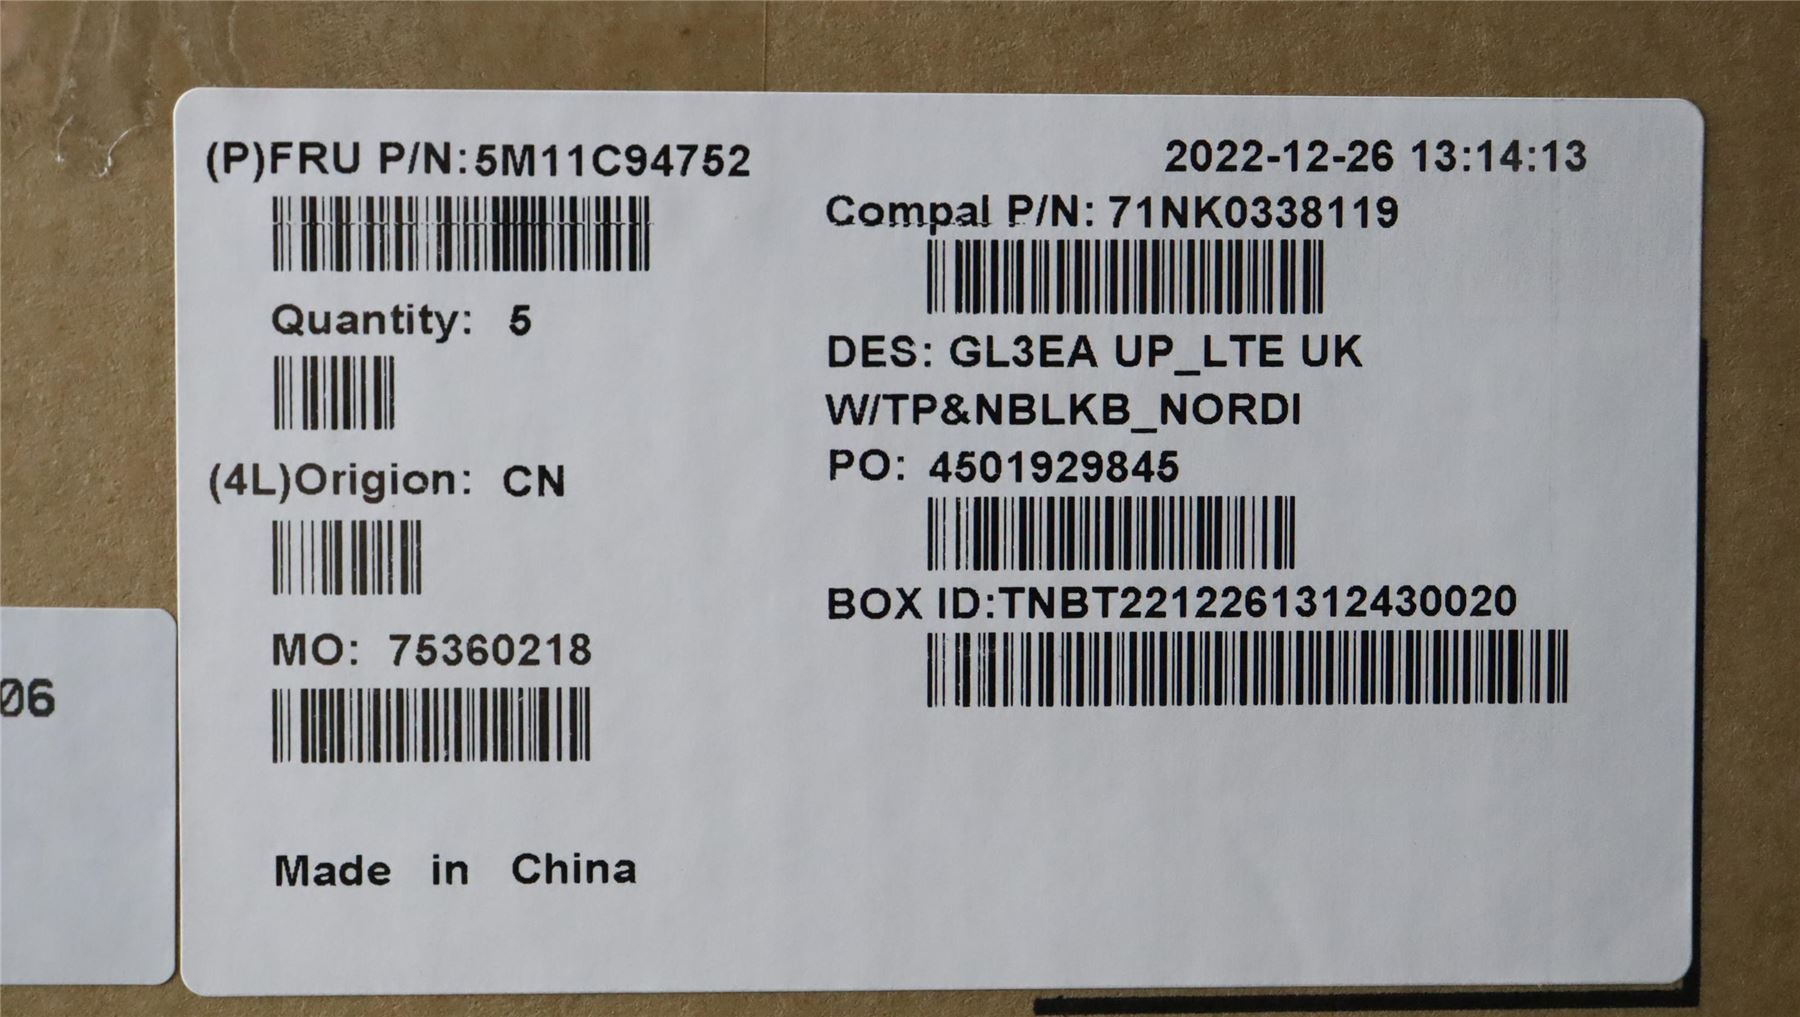 (P)FRU P/N:5M11C94752
Quantity: 5
(4L)Origion: CN
MO: 75360218
Made in China
2022-12-26 13:14:13
Compal P/N: 71NK0338119
DES: GL3EA UP_LTE UK
W/TP&NBLKB_NORDI
PO: 4501929845
BOX ID:TNBT2212261312430020
06